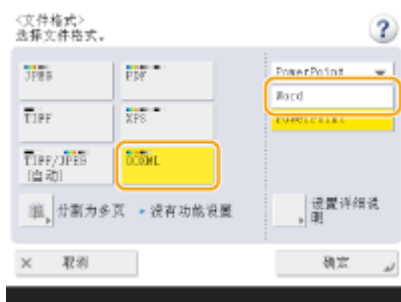 <文件格式>
选择文件格式。
?
JPEG
PDF
PowerPoint
Word
TIFF
XPS
PowerPoint
TIFF/JPEG
(自动)
OOXML
分割为多页
没有功能设置
设置详细说
明
× 取消
确定